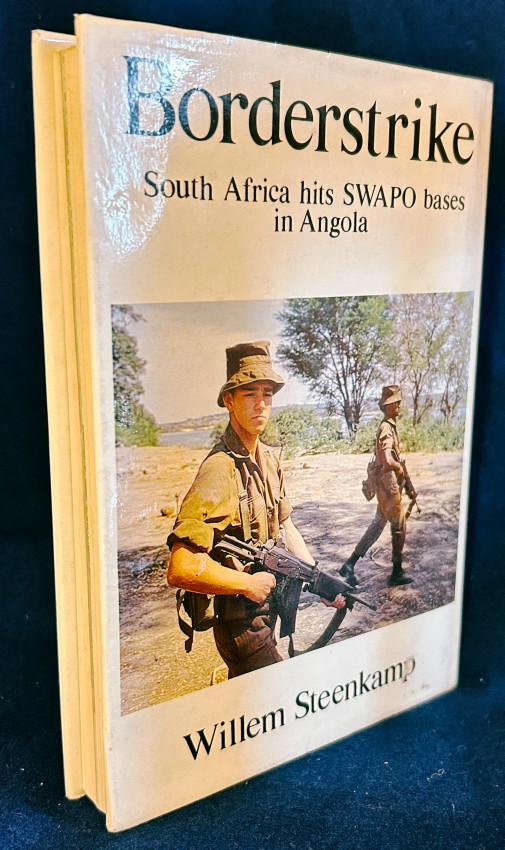 Borderstrike
South Africa hits SWAPO bases
in Angola
Willem Steenkamp